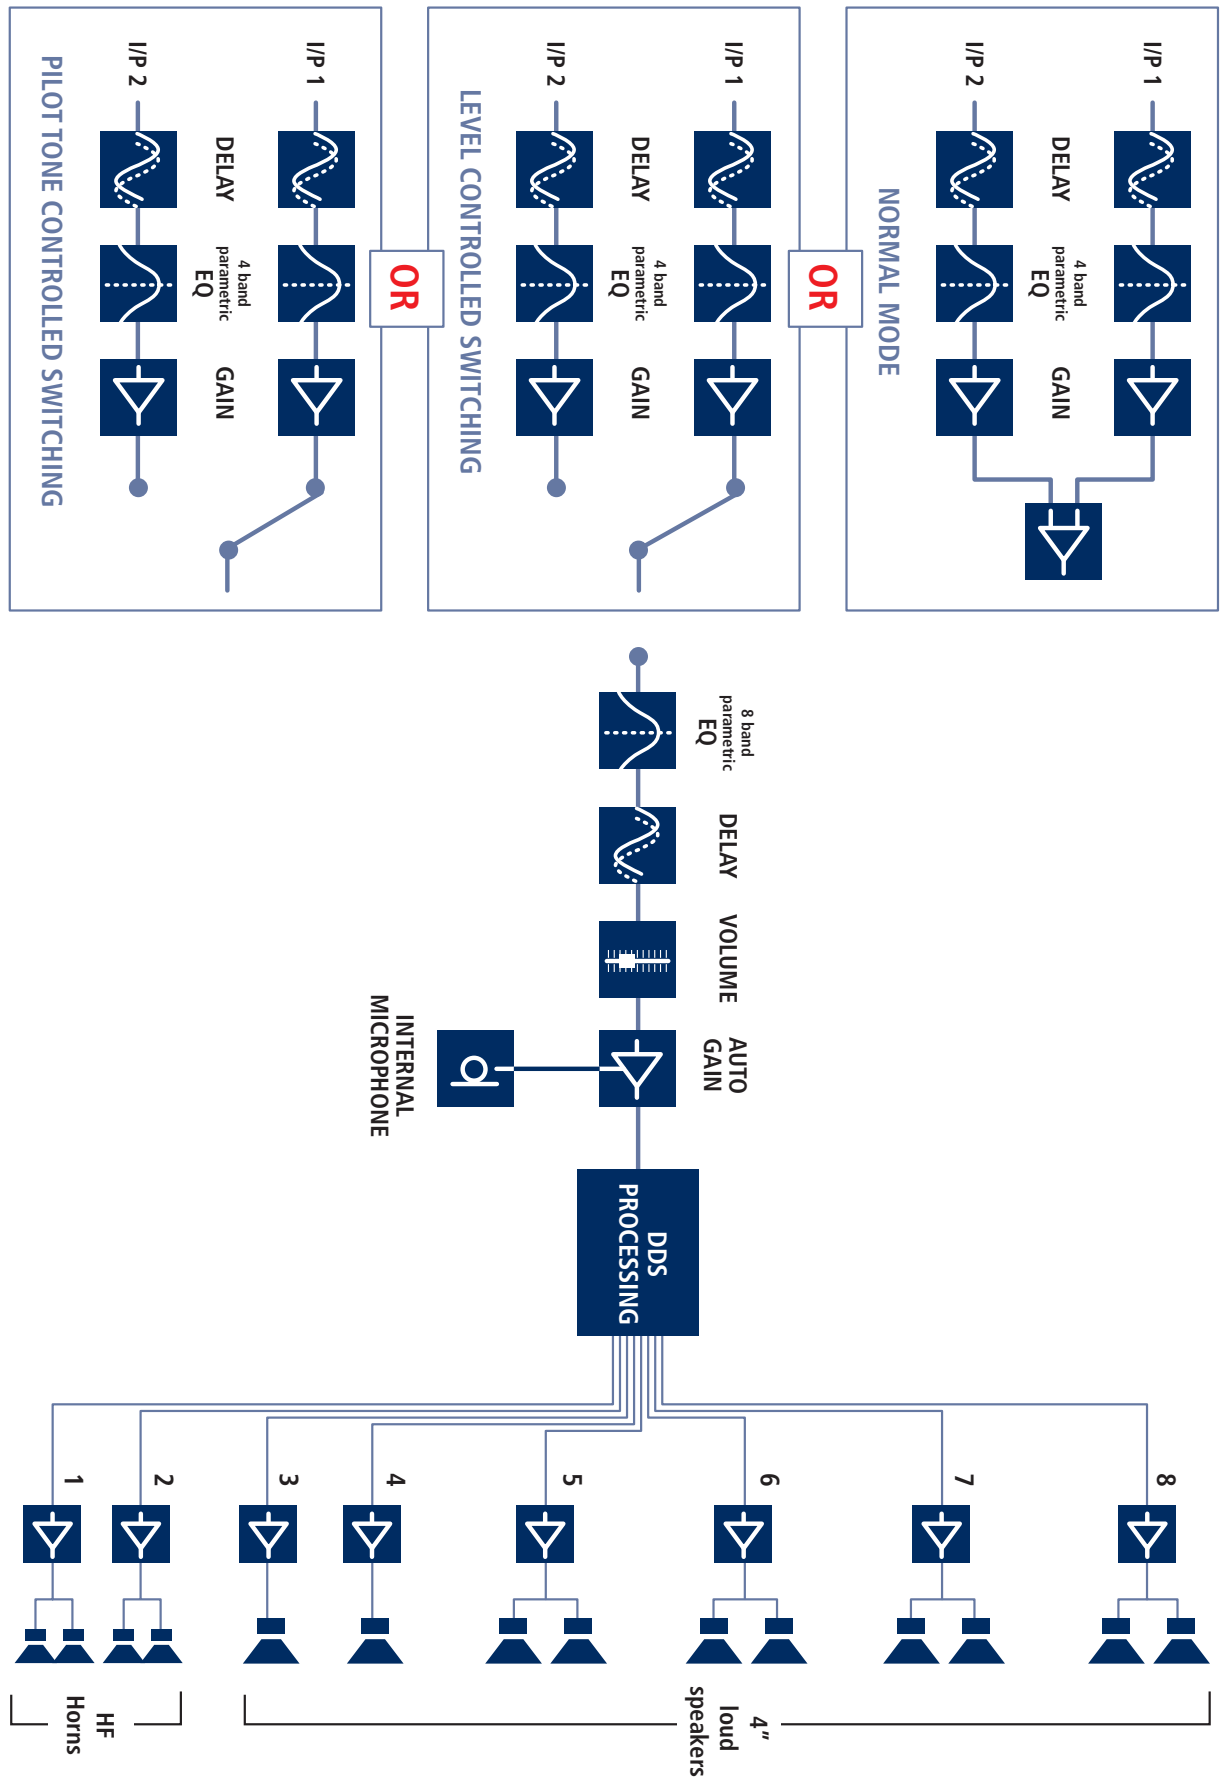 I/P 1
DELAY
4 band
parametric
EQ
GAIN
I/P 2
NORMAL MODE
OR
I/P 1
DELAY
4 band
parametric
EQ
GAIN
I/P 2
LEVEL CONTROLLED SWITCHING
OR
I/P 1
DELAY
4 band
parametric
EQ
GAIN
I/P 2
PILOT TONE CONTROLLED SWITCHING
8 band
parametric
EQ
DELAY
VOLUME
AUTO
GAIN
INTERNAL
MICROPHONE
DDS
PROCESSING
8
7
6
5
4
3
2
1
4”
loud
speakers
HF
Horns